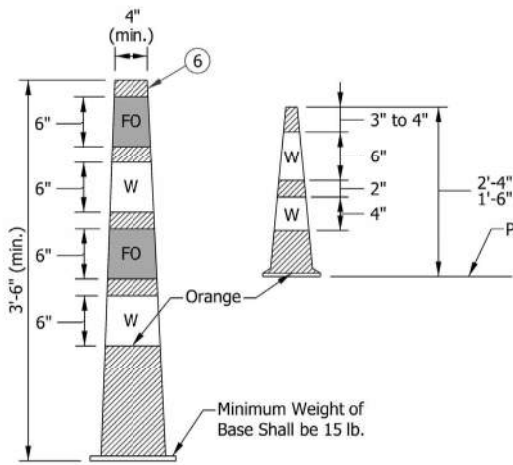 4"
(min.)
6
6"
FO
6"
W
6"
FO
6"
W
3'-6" (min.)
Orange
Minimum Weight of
Base Shall be 15 lb.
3" to 4"
W
6"
2"
W
4"
2'-4"
1'-6"
P